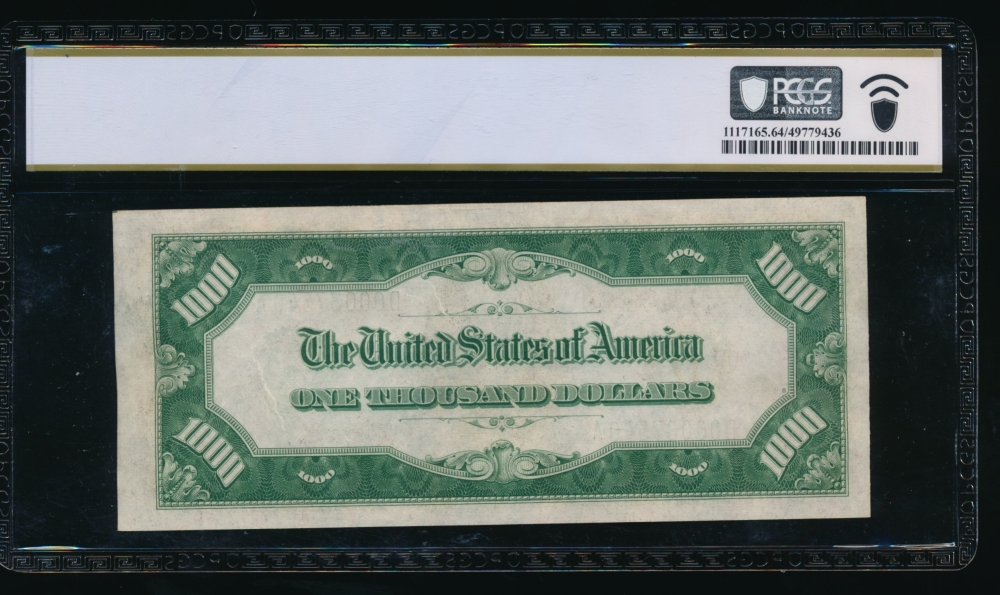 PCGS
BANKNOTE
1117165.64/49779436
1000 1000 1000 1000
The United States of America
ONE THOUSAND DOLLARS
1000 1000 1000 1000